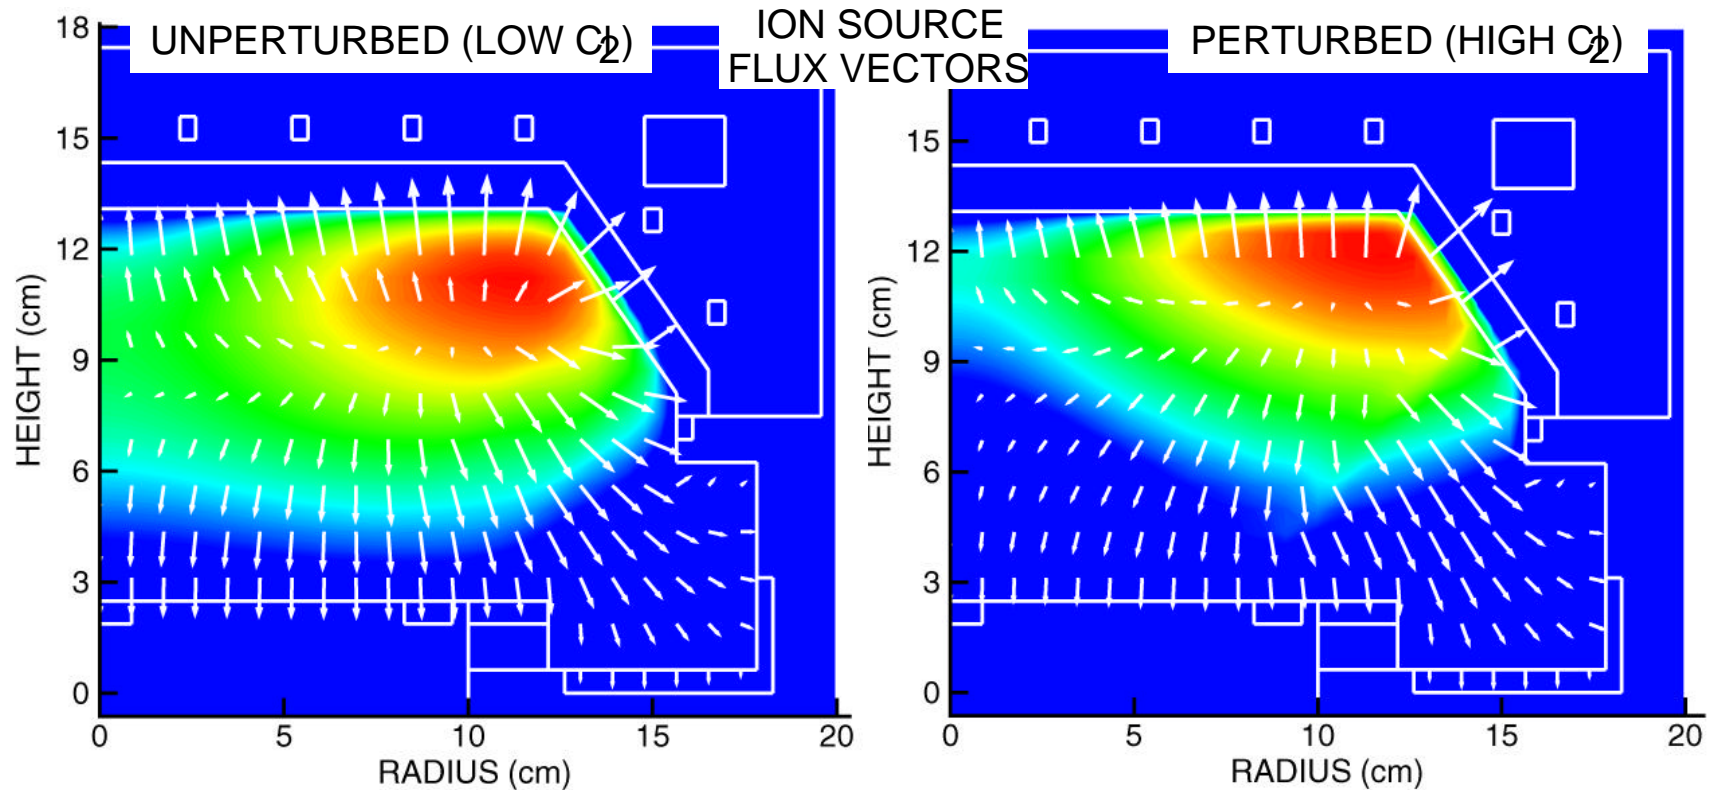 UNPERTURBED (LOW Cl2)
ION SOURCE
FLUX VECTORS
PERTURBED (HIGH Cl2)
18
15
12
9
6
3
0
HEIGHT (cm)
0 5 10 15 20
RADIUS (cm)
15
12
9
6
3
0
HEIGHT (cm)
0 5 10 15 20
RADIUS (cm)